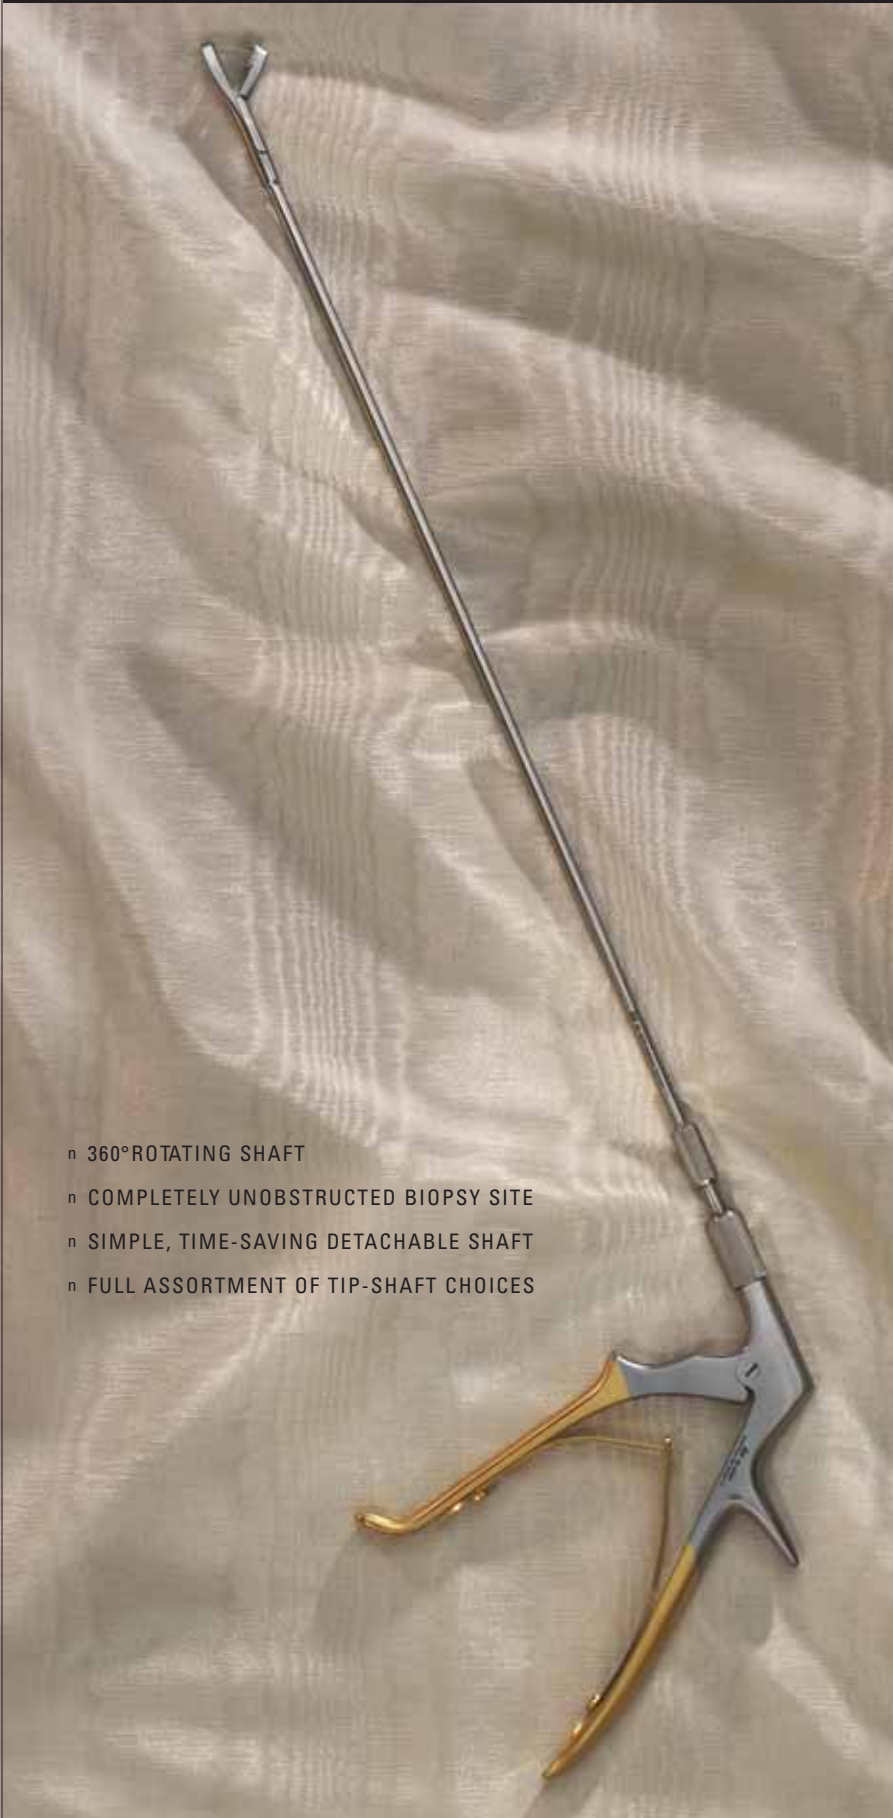 n 360°ROTATING SHAFT
n COMPLETELY UNOBSTRUCTED BIOPSY SITE
n SIMPLE, TIME-SAVING DETACHABLE SHAFT
n FULL ASSORTMENT OF TIP-SHAFT CHOICES